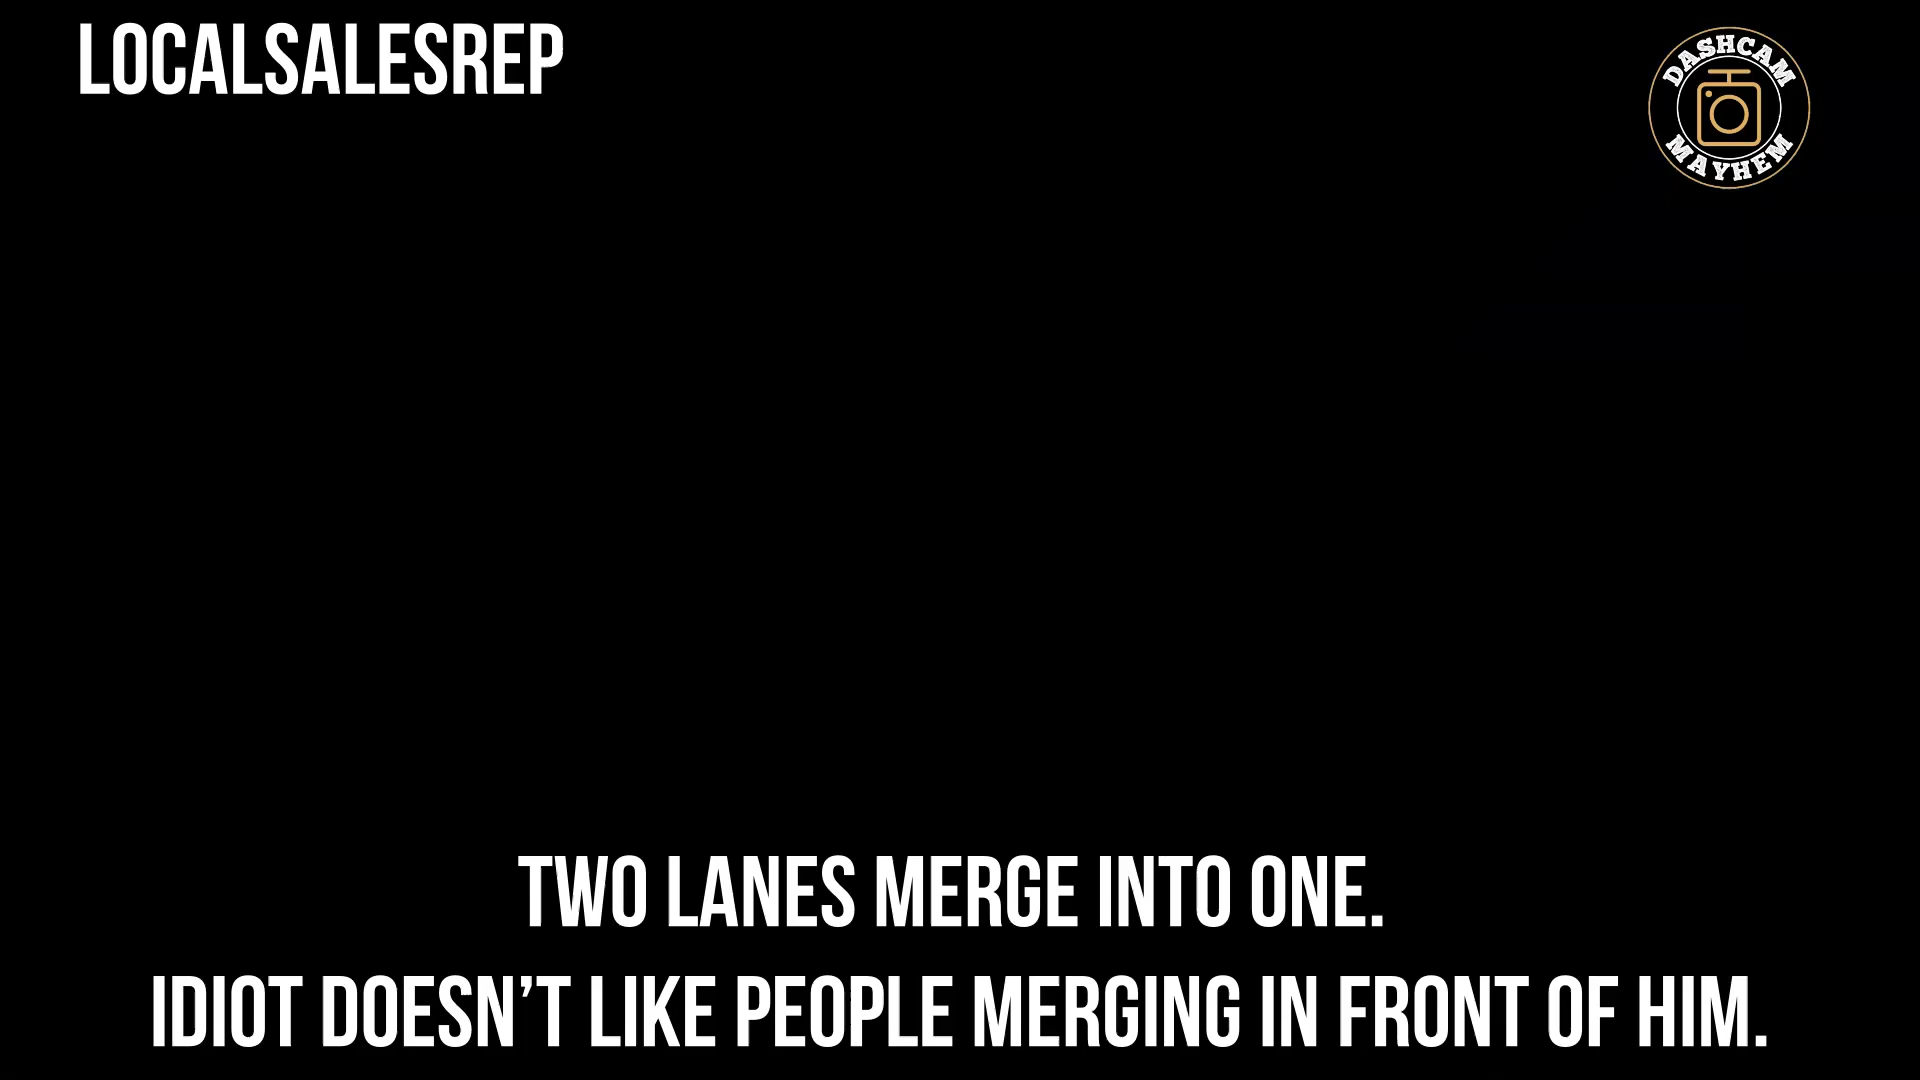 LOCALSALESREP
DASHCAM
MAYHEM
TWO LANES MERGE INTO ONE.
IDIOT DOESN'T LIKE PEOPLE MERGING IN FRONT OF HIM.